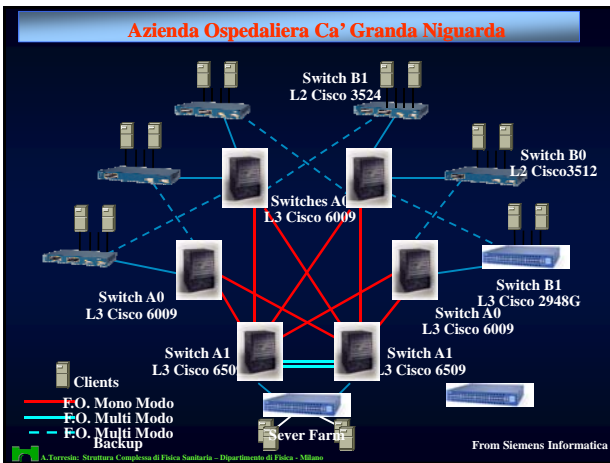 Azienda Ospedaliera Ca' Granda Niguarda
Switch B1
L2 Cisco 3524
Switch B0
L2 Cisco3512
Switches A0
L3 Cisco 6009
Switch B1
L3 Cisco 2948G
Switch A0
L3 Cisco 6009
Switch A0
L3 Cisco 6009
Switch A1
L3 Cisco 650
Switch A1
L3 Cisco 6509
Clients
F.O. Mono Modo
F.O. Multi Modo
F.O. Multi Modo
Backup
Sever Farm
From Siemens Informatica
A.Torresin: Struttura Complessa di Fisica Sanitaria – Dipartimento di Fisica - Milano